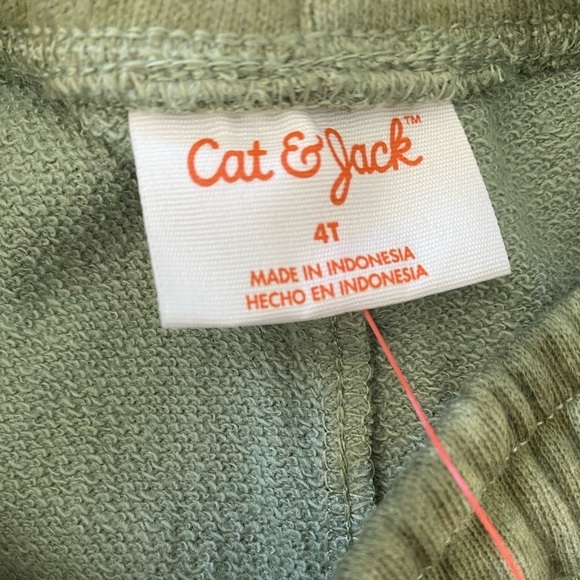 Cat & Jack™
4T
MADE IN INDONESIA
HECHO EN INDONESIA